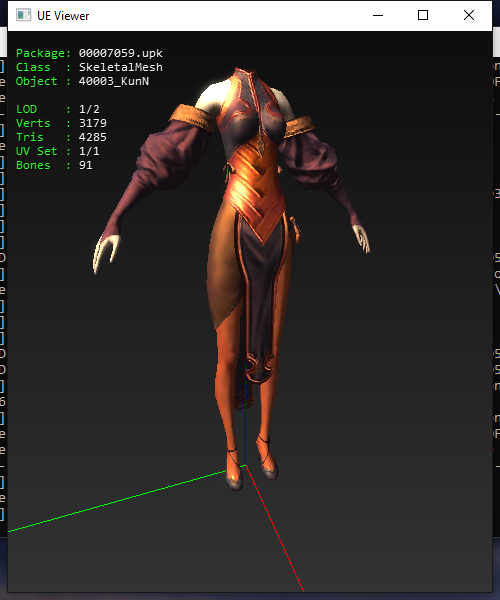 UE Viewer
Package: 00007059.upk
Class : SkeletalMesh
Object : 40003_KunN
LOD : 1/2
Verts : 3179
Tris : 4285
UV Set : 1/1
Bones : 91